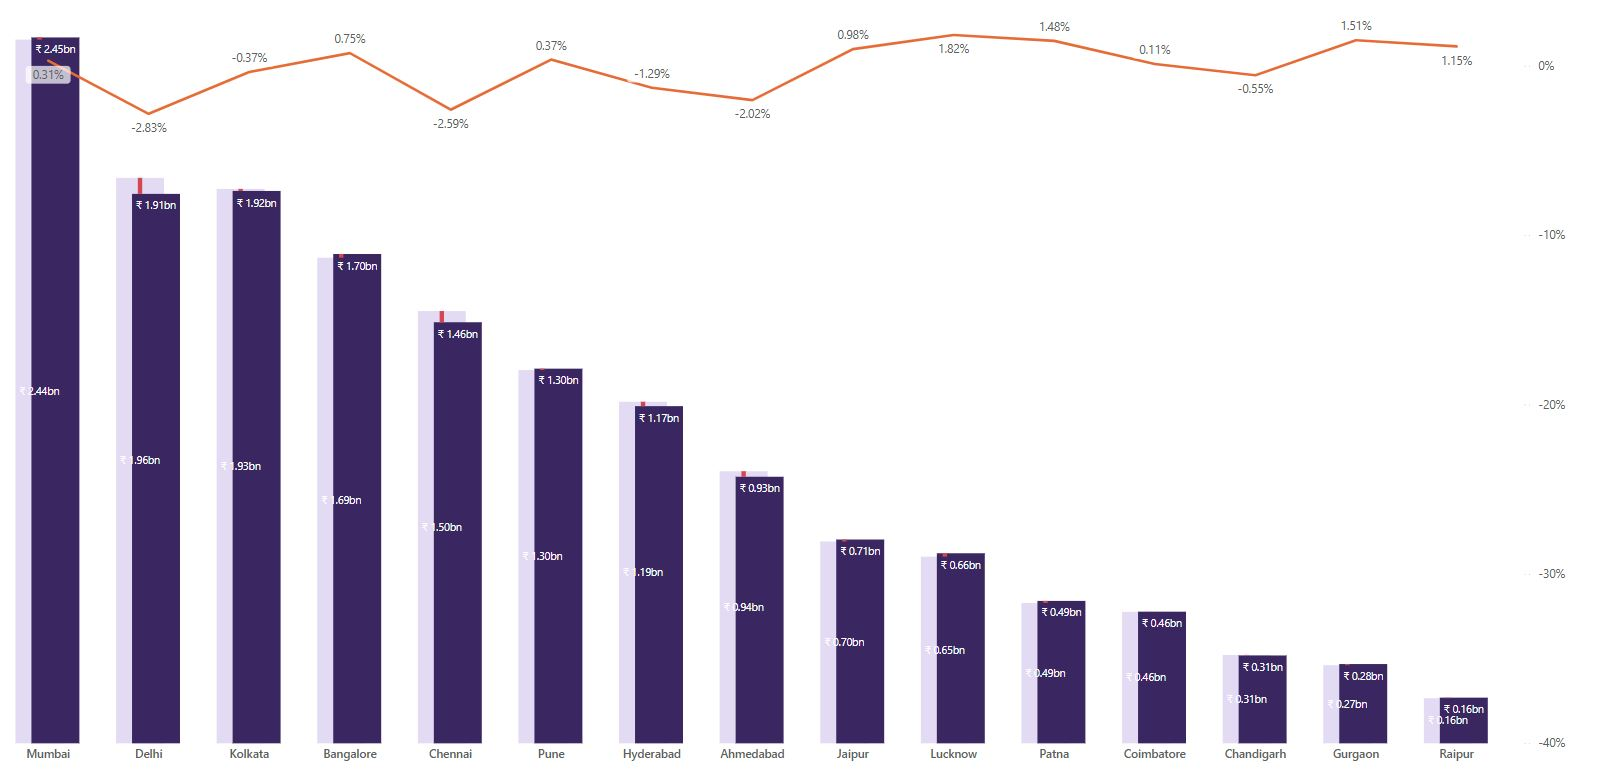 0.31%
-2.83%
-0.37%
0.75%
-2.59%
0.37%
-1.29%
-2.02%
0.98%
1.82%
1.48%
0.11%
-0.55%
1.51%
1.15%
₹ 2.45bn
₹ 1.91bn
₹ 1.92bn
₹ 1.70bn
₹ 1.46bn
₹ 1.30bn
₹ 1.17bn
₹ 0.93bn
₹ 0.71bn
₹ 0.66bn
₹ 0.49bn
₹ 0.46bn
₹ 0.31bn
₹ 0.28bn
₹ 0.16bn
₹ 2.44bn
₹ 1.96bn
₹ 1.93bn
₹ 1.69bn
₹ 1.50bn
₹ 1.30bn
₹ 1.19bn
₹ 0.94bn
₹ 0.70bn
₹ 0.65bn
₹ 0.49bn
₹ 0.46bn
₹ 0.31bn
₹ 0.27bn
₹ 0.16bn
0%
-10%
-20%
-30%
-40%
Mumbai
Delhi
Kolkata
Bangalore
Chennai
Pune
Hyderabad
Ahmedabad
Jaipur
Lucknow
Patna
Coimbatore
Chandigarh
Gurgaon
Raipur